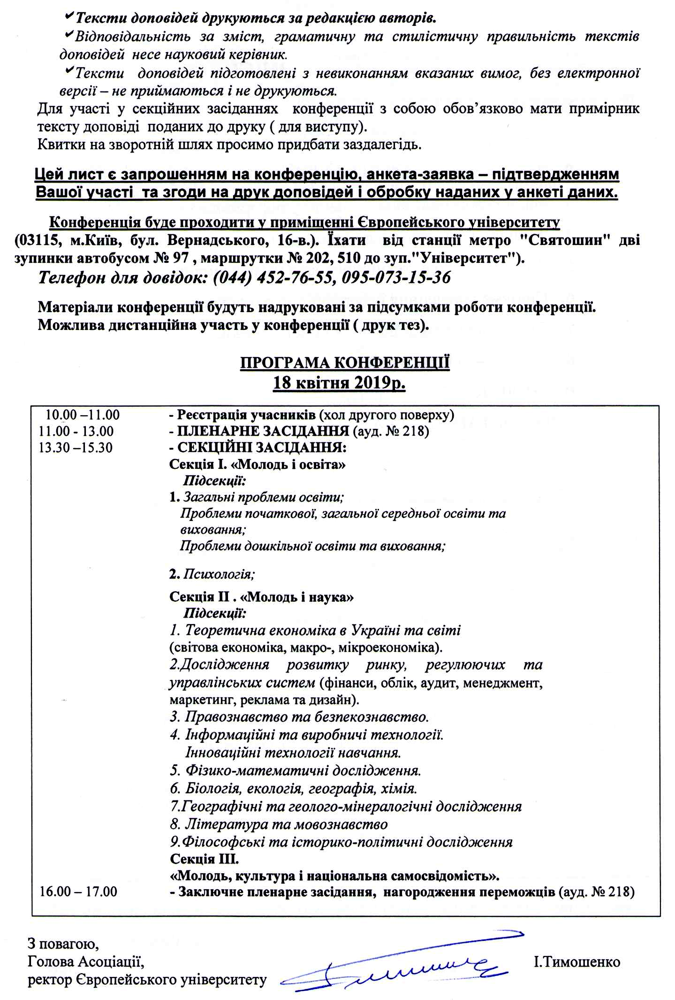 ✔Тексти доповідей друкуються за редакцією авторів.
✔Відповідальність за зміст, граматичну та стилістичну правильність текстів
доповідей несе науковий керівник.
✔Тексти доповідей підготовлені з невиконанням вказаних вимог, без електронної
версії – не приймаються і не друкуються.
Для участі у секційних засіданнях конференції з собою обов’язково мати примірник
тексту доповіді поданих до друку ( для виступу).
Квитки на зворотній шлях просимо придбати заздалегідь.
Цей лист є запрошенням на конференцію, анкета-заявка – підтвердженням
Вашої участі та згоди на друк доповідей і обробку наданих у анкеті даних.
Конференція буде проходити у приміщенні Європейського університету
(03115, м.Київ, бул. Вернадського, 16-в.). Їхати від станції метро "Святошин" дві
зупинки автобусом № 97 , маршрутки № 202, 510 до зуп."Університет").
Телефон для довідок: (044) 452-76-55, 095-073-15-36
Матеріали конференції будуть надруковані за підсумками роботи конференції.
Можлива дистанційна участь у конференції ( друк тез).
ПРОГРАМА КОНФЕРЕНЦІЇ
18 квітня 2019р.
10.00 –11.00 - Реєстрація учасників (хол другого поверху)
11.00 - 13.00 - ПЛЕНАРНЕ ЗАСІДАННЯ (ауд. № 218)
13.30 –15.30 - СЕКЦІЙНІ ЗАСІДАННЯ:
Секція І. «Молодь і освіта»
Підсекції:
1. Загальні проблеми освіти;
Проблеми початкової, загальної середньої освіти та
виховання;
Проблеми дошкільної освіти та виховання;
2. Психологія;
Секція ІІ . «Молодь і наука»
Підсекції:
1. Теоретична економіка в Україні та світі
(світова економіка, макро-, мікроекономіка).
2.Дослідження розвитку ринку, регулюючих та
управлінських систем (фінанси, облік, аудит, менеджмент,
маркетинг, реклама та дизайн).
3. Правознавство та безпекознавство.
4. Інформаційні та виробничі технології.
Інноваційні технології навчання.
5. Фізико-математичні дослідження.
6. Біологія, екологія, географія, хімія.
7.Географічні та геолого-мінералогічні дослідження
8. Література та мовознавство
9.Філософські та історико-політичні дослідження
Секція ІІІ.
«Молодь, культура і національна самосвідомість».
16.00 – 17.00 - Заключне пленарне засідання, нагородження переможців (ауд. № 218)
З повагою,
Голова Асоціації, І.Тимошенко
ректор Європейського університету